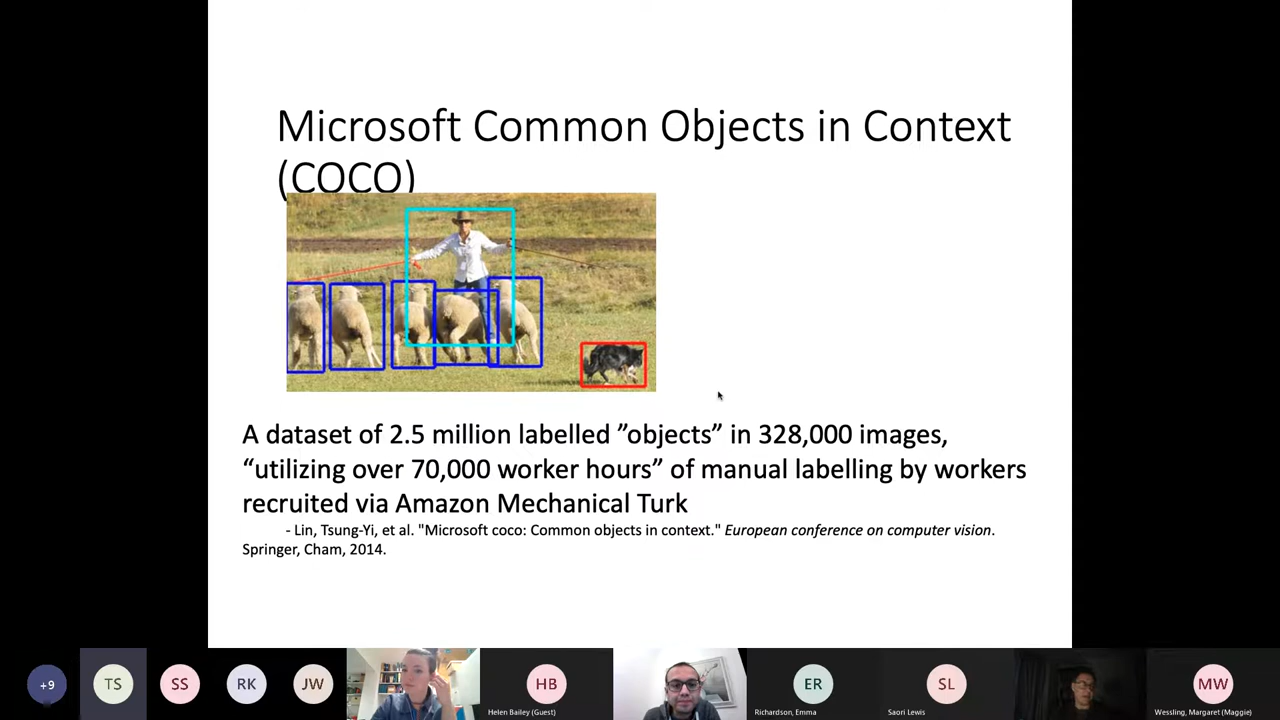 Microsoft Common Objects in Context
(COCO)
A dataset of 2.5 million labelled ”objects” in 328,000 images,
“utilizing over 70,000 worker hours” of manual labelling by workers
recruited via Amazon Mechanical Turk
- Lin, Tsung-Yi, et al. "Microsoft coco: Common objects in context." European conference on computer vision.
Springer, Cham, 2014.
+9
TS
SS
RK
JW
HB
ER
SL
MW
Helen Bailey (Guest)
Richardson, Emma
Saori Lewis
Wessling, Margaret (Maggie)